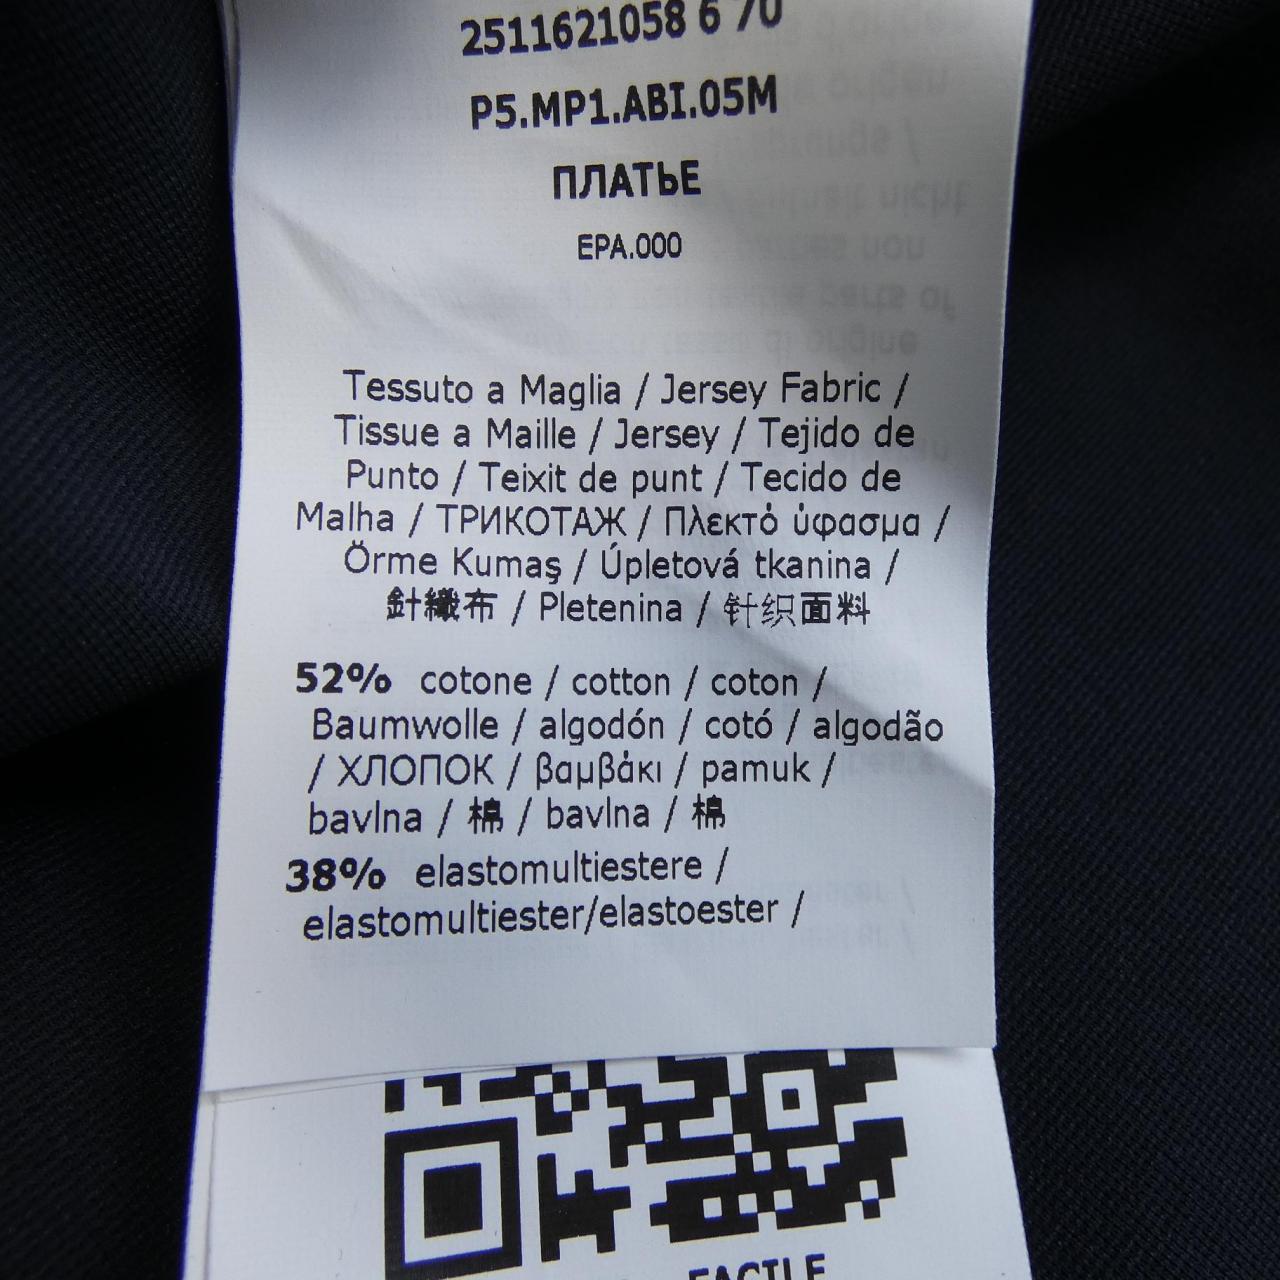 2511621058 6 70
P5.MP1.ABI.05M
ПЛАТЬЕ
EPA.000
Tessuto a Maglia / Jersey Fabric /
Tissue a Maille / Jersey / Tejido de
Punto / Teixit de punt / Tecido de
Malha / ТРИКОТАЖ / Πλεκτό ύφασμα /
Örme Kumaş / Úpletová tkanina /
針織布 / Pletenina / 针织面料
52% cotone / cotton / coton /
Baumwolle / algodón / cotó / algodão
/ ХЛОПОК / βαμβάκι / pamuk /
bavlna / 棉 / bavlna / 棉
38% elastomultiestere /
elastomultiester/elastoester /
FACILE